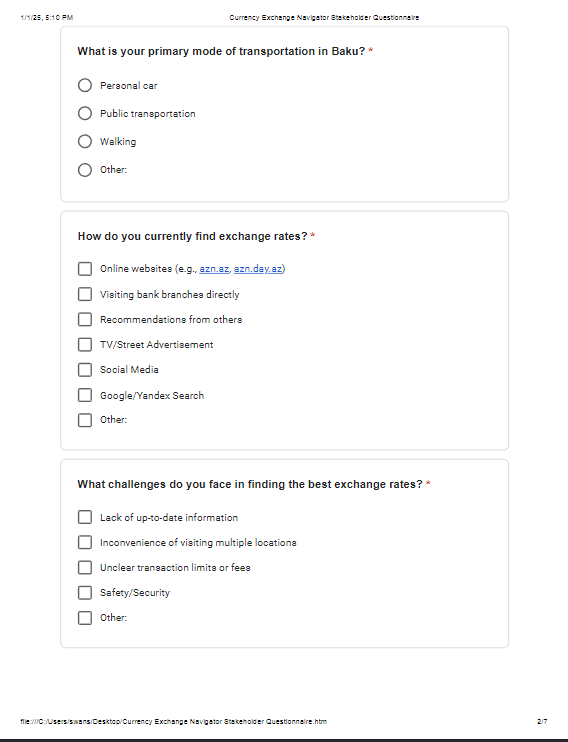 1/1/25, 5:10 PM Currency Exchange Navigator Stakeholder Questionnaire
What is your primary mode of transportation in Baku? *
Personal car
Public transportation
Walking
Other:
How do you currently find exchange rates? *
Online websites (e.g., azn.az, azn.day.az)
Visiting bank branches directly
Recommendations from others
TV/Street Advertisement
Social Media
Google/Yandex Search
Other:
What challenges do you face in finding the best exchange rates? *
Lack of up-to-date information
Inconvenience of visiting multiple locations
Unclear transaction limits or fees
Safety/Security
Other:
file:///C:/Users/swans/Desktop/Currency Exchange Navigator Stakeholder Questionnaire.htm 2/7